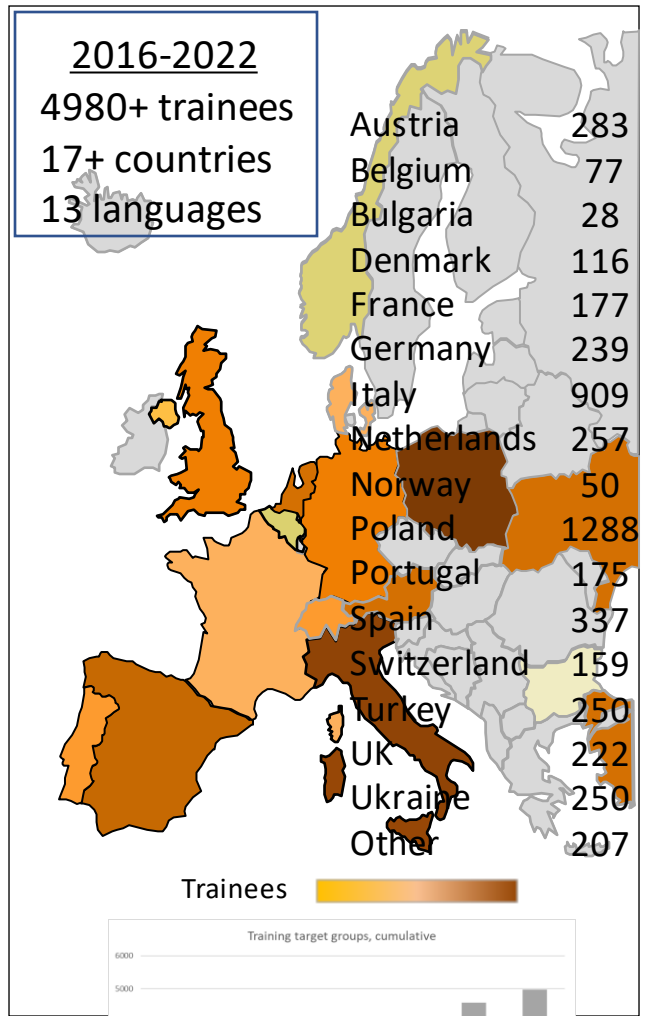 2016-2022
4980+ trainees
17+ countries
13 languages
Austria 283
Belgium 77
Bulgaria 28
Denmark 116
France 177
Germany 239
Italy 909
Netherlands 257
Norway 50
Poland 1288
Portugal 175
Spain 337
Switzerland 159
Turkey 250
UK 222
Ukraine 250
Other 207
Trainees
Training target groups, cumulative
6000
5000